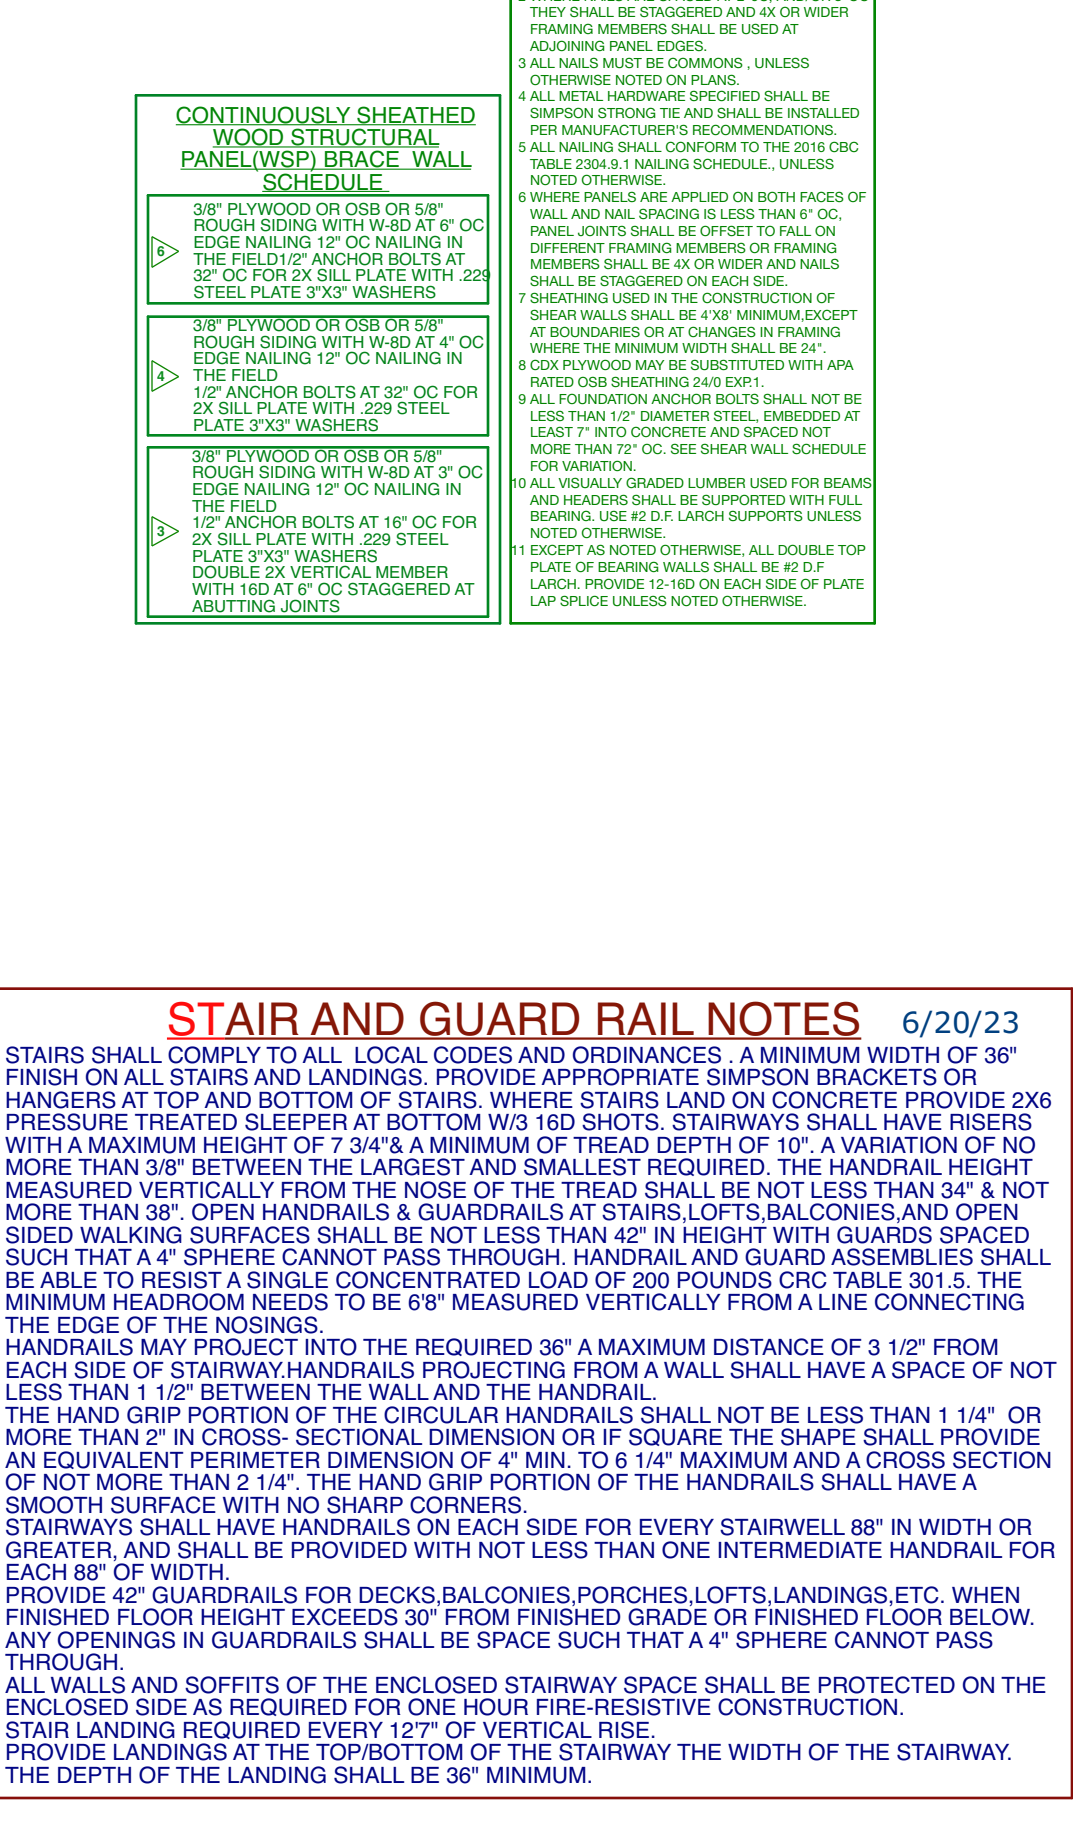 CONTINUOUSLY SHEATHED
WOOD STRUCTURAL
PANEL(WSP) BRACE WALL
SCHEDULE
6
3/8" PLYWOOD OR OSB OR 5/8"
ROUGH SIDING WITH W-8D AT 6" OC
EDGE NAILING 12" OC NAILING IN
THE FIELD1/2" ANCHOR BOLTS AT
32" OC FOR 2X SILL PLATE WITH .229
STEEL PLATE 3"X3" WASHERS
4
3/8" PLYWOOD OR OSB OR 5/8"
ROUGH SIDING WITH W-8D AT 4" OC
EDGE NAILING 12" OC NAILING IN
THE FIELD
1/2" ANCHOR BOLTS AT 32" OC FOR
2X SILL PLATE WITH .229 STEEL
PLATE 3"X3" WASHERS
3
3/8" PLYWOOD OR OSB OR 5/8"
ROUGH SIDING WITH W-8D AT 3" OC
EDGE NAILING 12" OC NAILING IN
THE FIELD
1/2" ANCHOR BOLTS AT 16" OC FOR
2X SILL PLATE WITH .229 STEEL
PLATE 3"X3" WASHERS
DOUBLE 2X VERTICAL MEMBER
WITH 16D AT 6" OC STAGGERED AT
ABUTTING JOINTS
THEY SHALL BE STAGGERED AND 4X OR WIDER
FRAMING MEMBERS SHALL BE USED AT
ADJOINING PANEL EDGES.
3 ALL NAILS MUST BE COMMONS , UNLESS
OTHERWISE NOTED ON PLANS.
4 ALL METAL HARDWARE SPECIFIED SHALL BE
SIMPSON STRONG TIE AND SHALL BE INSTALLED
PER MANUFACTURER'S RECOMMENDATIONS.
5 ALL NAILING SHALL CONFORM TO THE 2016 CBC
TABLE 2304.9.1 NAILING SCHEDULE., UNLESS
NOTED OTHERWISE.
6 WHERE PANELS ARE APPLIED ON BOTH FACES OF
WALL AND NAIL SPACING IS LESS THAN 6" OC,
PANEL JOINTS SHALL BE OFFSET TO FALL ON
DIFFERENT FRAMING MEMBERS OR FRAMING
MEMBERS SHALL BE 4X OR WIDER AND NAILS
SHALL BE STAGGERED ON EACH SIDE.
7 SHEATHING USED IN THE CONSTRUCTION OF
SHEAR WALLS SHALL BE 4'X8' MINIMUM,EXCEPT
AT BOUNDARIES OR AT CHANGES IN FRAMING
WHERE THE MINIMUM WIDTH SHALL BE 24".
8 CDX PLYWOOD MAY BE SUBSTITUTED WITH APA
RATED OSB SHEATHING 24/0 EXP.1.
9 ALL FOUNDATION ANCHOR BOLTS SHALL NOT BE
LESS THAN 1/2" DIAMETER STEEL, EMBEDDED AT
LEAST 7" INTO CONCRETE AND SPACED NOT
MORE THAN 72" OC. SEE SHEAR WALL SCHEDULE
FOR VARIATION.
10 ALL VISUALLY GRADED LUMBER USED FOR BEAMS
AND HEADERS SHALL BE SUPPORTED WITH FULL
BEARING. USE #2 D.F. LARCH SUPPORTS UNLESS
NOTED OTHERWISE.
11 EXCEPT AS NOTED OTHERWISE, ALL DOUBLE TOP
PLATE OF BEARING WALLS SHALL BE #2 D.F
LARCH. PROVIDE 12-16D ON EACH SIDE OF PLATE
LAP SPLICE UNLESS NOTED OTHERWISE.
STAIR AND GUARD RAIL NOTES 6/20/23
STAIRS SHALL COMPLY TO ALL LOCAL CODES AND ORDINANCES . A MINIMUM WIDTH OF 36"
FINISH ON ALL STAIRS AND LANDINGS. PROVIDE APPROPRIATE SIMPSON BRACKETS OR
HANGERS AT TOP AND BOTTOM OF STAIRS. WHERE STAIRS LAND ON CONCRETE PROVIDE 2X6
PRESSURE TREATED SLEEPER AT BOTTOM W/3 16D SHOTS. STAIRWAYS SHALL HAVE RISERS
WITH A MAXIMUM HEIGHT OF 7 3/4"& A MINIMUM OF TREAD DEPTH OF 10". A VARIATION OF NO
MORE THAN 3/8" BETWEEN THE LARGEST AND SMALLEST REQUIRED. THE HANDRAIL HEIGHT
MEASURED VERTICALLY FROM THE NOSE OF THE TREAD SHALL BE NOT LESS THAN 34" & NOT
MORE THAN 38". OPEN HANDRAILS & GUARDRAILS AT STAIRS,LOFTS,BALCONIES,AND OPEN
SIDED WALKING SURFACES SHALL BE NOT LESS THAN 42" IN HEIGHT WITH GUARDS SPACED
SUCH THAT A 4" SPHERE CANNOT PASS THROUGH. HANDRAIL AND GUARD ASSEMBLIES SHALL
BE ABLE TO RESIST A SINGLE CONCENTRATED LOAD OF 200 POUNDS CRC TABLE 301.5. THE
MINIMUM HEADROOM NEEDS TO BE 6'8" MEASURED VERTICALLY FROM A LINE CONNECTING
THE EDGE OF THE NOSINGS.
HANDRAILS MAY PROJECT INTO THE REQUIRED 36" A MAXIMUM DISTANCE OF 3 1/2" FROM
EACH SIDE OF STAIRWAY.HANDRAILS PROJECTING FROM A WALL SHALL HAVE A SPACE OF NOT
LESS THAN 1 1/2" BETWEEN THE WALL AND THE HANDRAIL.
THE HAND GRIP PORTION OF THE CIRCULAR HANDRAILS SHALL NOT BE LESS THAN 1 1/4" OR
MORE THAN 2" IN CROSS- SECTIONAL DIMENSION OR IF SQUARE THE SHAPE SHALL PROVIDE
AN EQUIVALENT PERIMETER DIMENSION OF 4" MIN. TO 6 1/4" MAXIMUM AND A CROSS SECTION
OF NOT MORE THAN 2 1/4". THE HAND GRIP PORTION OF THE HANDRAILS SHALL HAVE A
SMOOTH SURFACE WITH NO SHARP CORNERS.
STAIRWAYS SHALL HAVE HANDRAILS ON EACH SIDE FOR EVERY STAIRWELL 88" IN WIDTH OR
GREATER, AND SHALL BE PROVIDED WITH NOT LESS THAN ONE INTERMEDIATE HANDRAIL FOR
EACH 88" OF WIDTH.
PROVIDE 42" GUARDRAILS FOR DECKS,BALCONIES,PORCHES,LOFTS,LANDINGS,ETC. WHEN
FINISHED FLOOR HEIGHT EXCEEDS 30" FROM FINISHED GRADE OR FINISHED FLOOR BELOW.
ANY OPENINGS IN GUARDRAILS SHALL BE SPACE SUCH THAT A 4" SPHERE CANNOT PASS
THROUGH.
ALL WALLS AND SOFFITS OF THE ENCLOSED STAIRWAY SPACE SHALL BE PROTECTED ON THE
ENCLOSED SIDE AS REQUIRED FOR ONE HOUR FIRE-RESISTIVE CONSTRUCTION.
STAIR LANDING REQUIRED EVERY 12'7" OF VERTICAL RISE.
PROVIDE LANDINGS AT THE TOP/BOTTOM OF THE STAIRWAY THE WIDTH OF THE STAIRWAY.
THE DEPTH OF THE LANDING SHALL BE 36" MINIMUM.